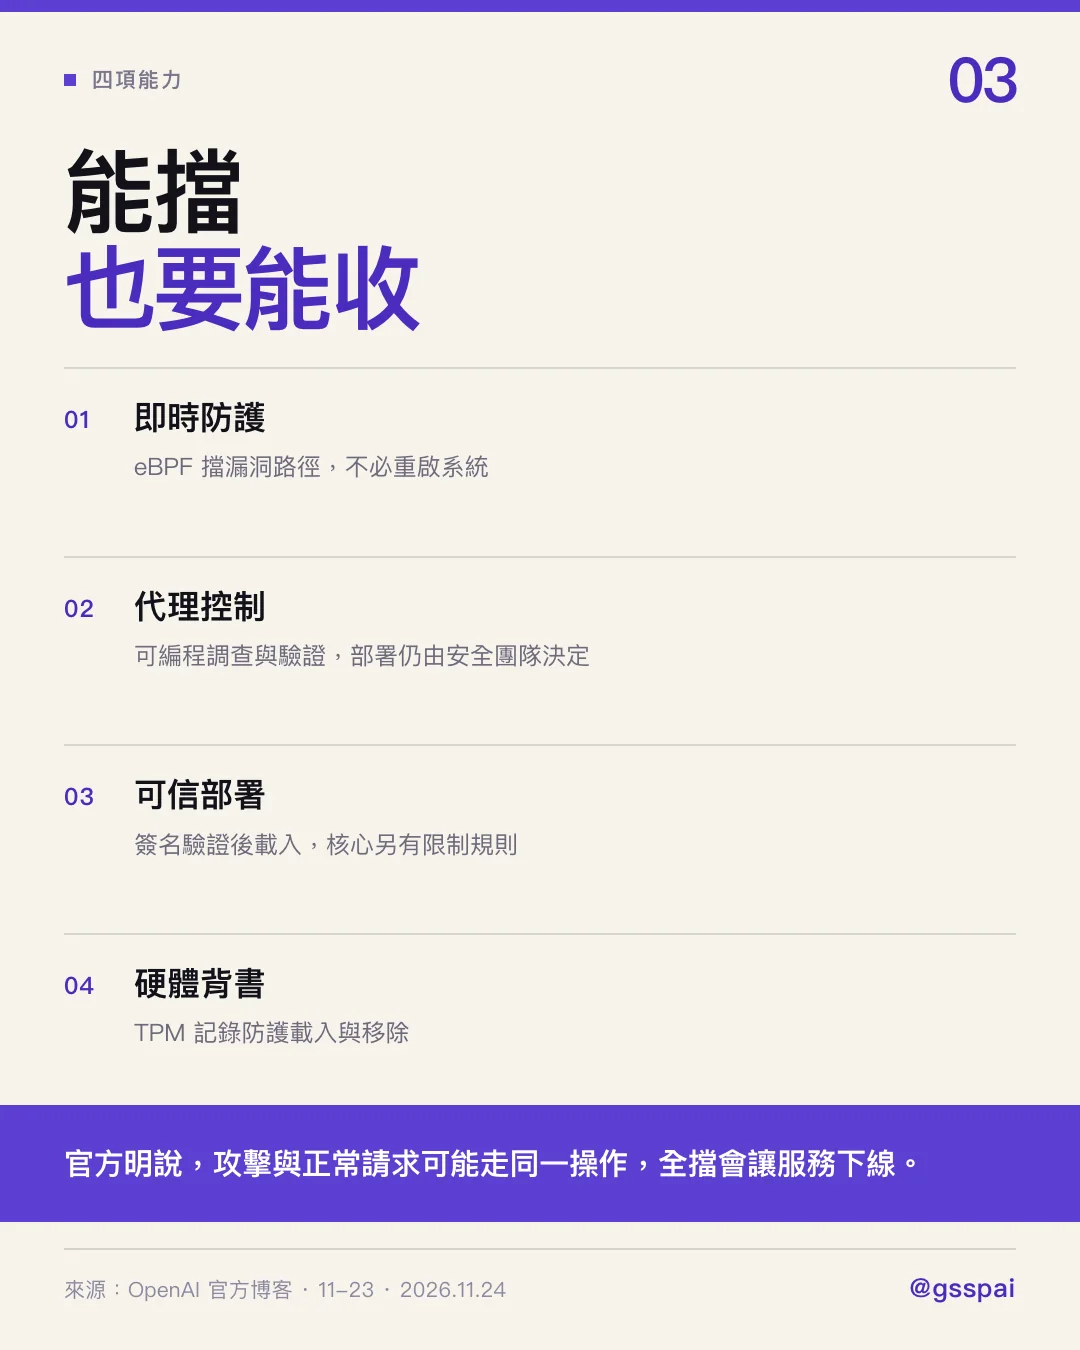 四項能力
03
能擋
也要能收
01 即時防護
eBPF 擋漏洞路徑，不必重啟系統
02 代理控制
可編程調查與驗證，部署仍由安全團隊決定
03 可信部署
簽名驗證後載入，核心另有限制規則
04 硬體背書
TPM 記錄防護載入與移除
官方明說，攻擊與正常請求可能走同一操作，全擋會讓服務下線。
來源：OpenAI 官方博客 · 11–23 · 2026.11.24
@gsspai